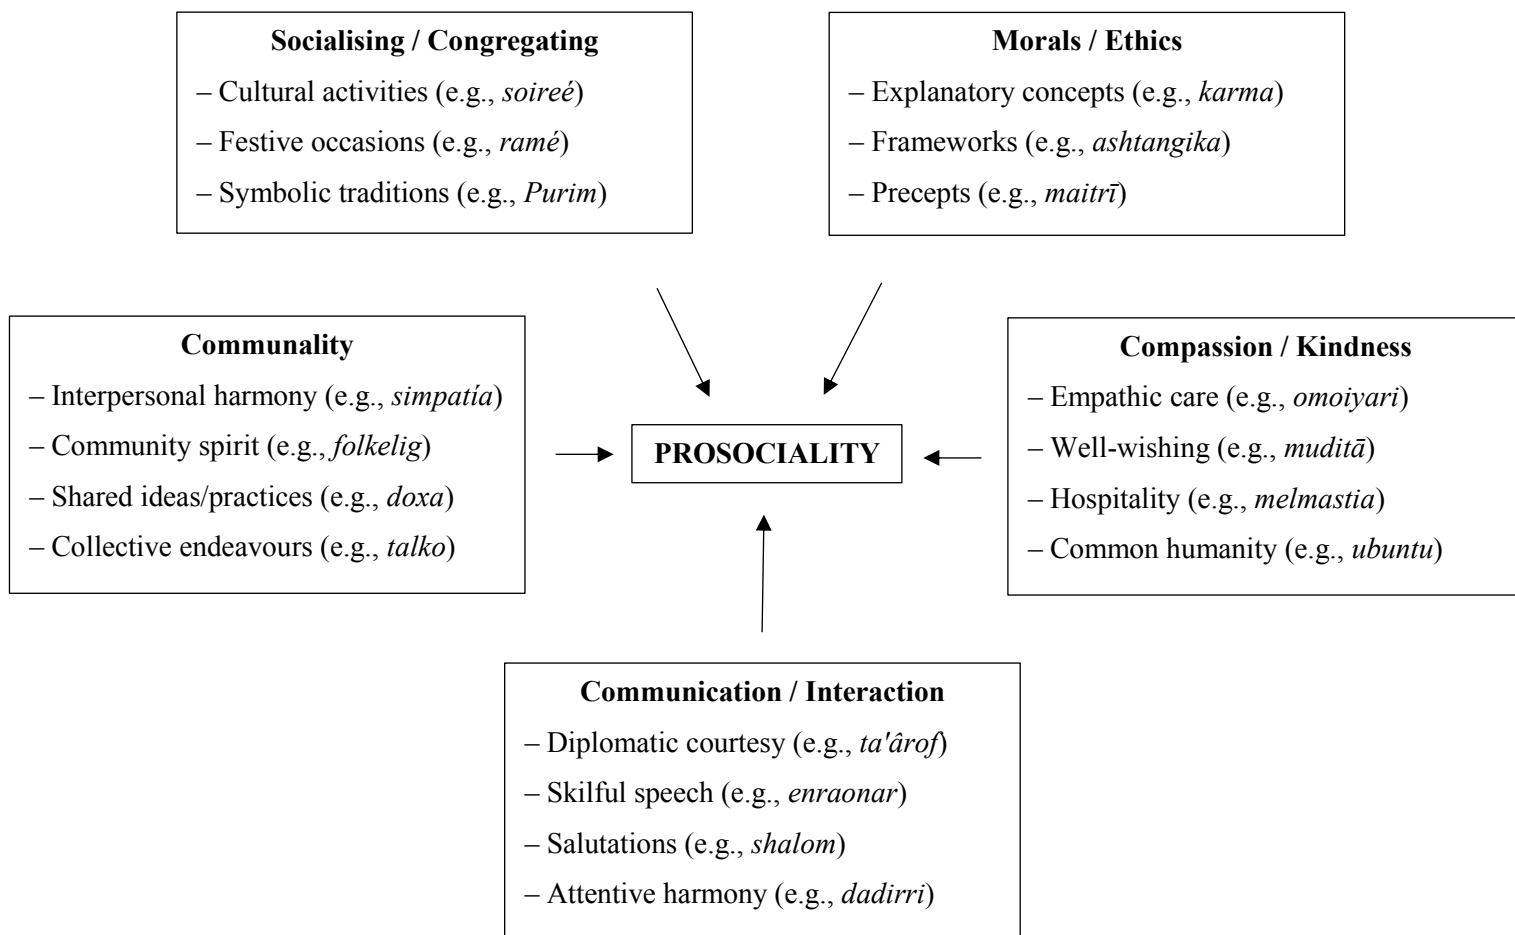 Socialising / Congregating
– Cultural activities (e.g., soireé)
– Festive occasions (e.g., ramé)
– Symbolic traditions (e.g., Purim)
Morals / Ethics
– Explanatory concepts (e.g., karma)
– Frameworks (e.g., ashtangika)
– Precepts (e.g., maitrī)
Communality
– Interpersonal harmony (e.g., simpatía)
– Community spirit (e.g., folkelig)
– Shared ideas/practices (e.g., doxa)
– Collective endeavours (e.g., talko)
PROSOCIALITY
Compassion / Kindness
– Empathic care (e.g., omoiyari)
– Well-wishing (e.g., muditā)
– Hospitality (e.g., melmastia)
– Common humanity (e.g., ubuntu)
Communication / Interaction
– Diplomatic courtesy (e.g., ta'ârof)
– Skilful speech (e.g., enraonar)
– Salutations (e.g., shalom)
– Attentive harmony (e.g., dadirri)